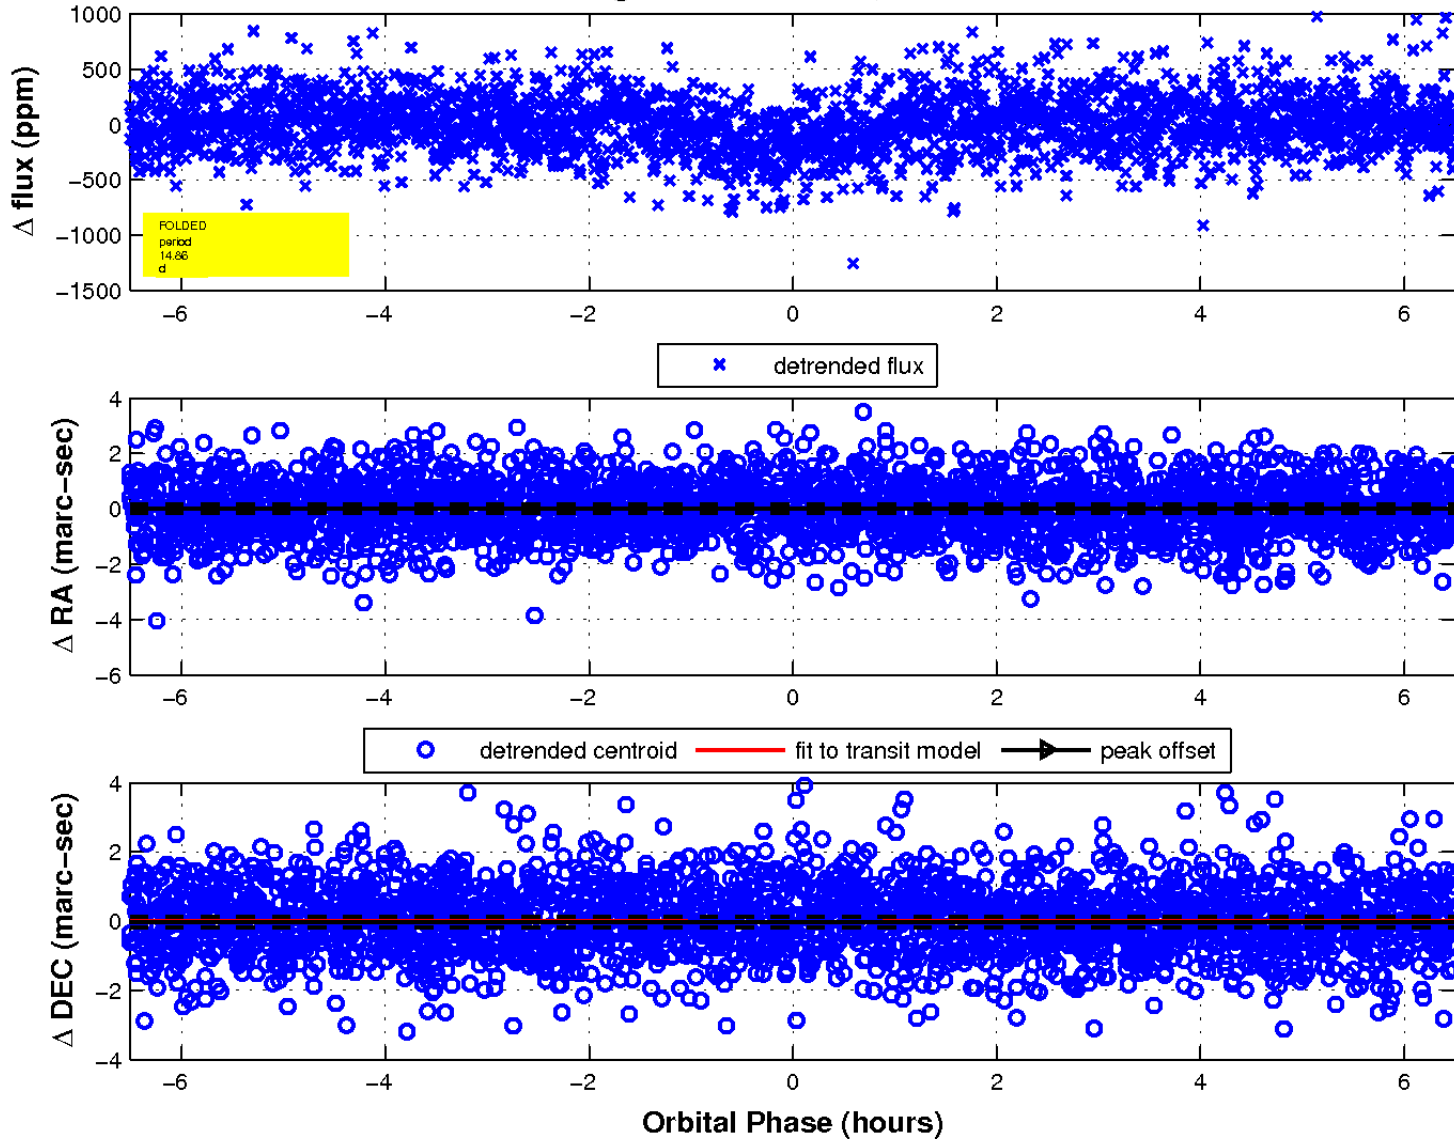 1000
500
0
−500
−1000
−1500
Δ flux (ppm)
FOLDED
period
14.86
d
−6 −4 −2 0 2 4 6
detrended flux
4
2
0
−2
−4
−6
Δ RA (marc−sec)
−6 −4 −2 0 2 4 6
detrended centroid fit to transit model peak offset
4
2
0
−2
−4
Δ DEC (marc−sec)
−6 −4 −2 0 2 4 6
Orbital Phase (hours)